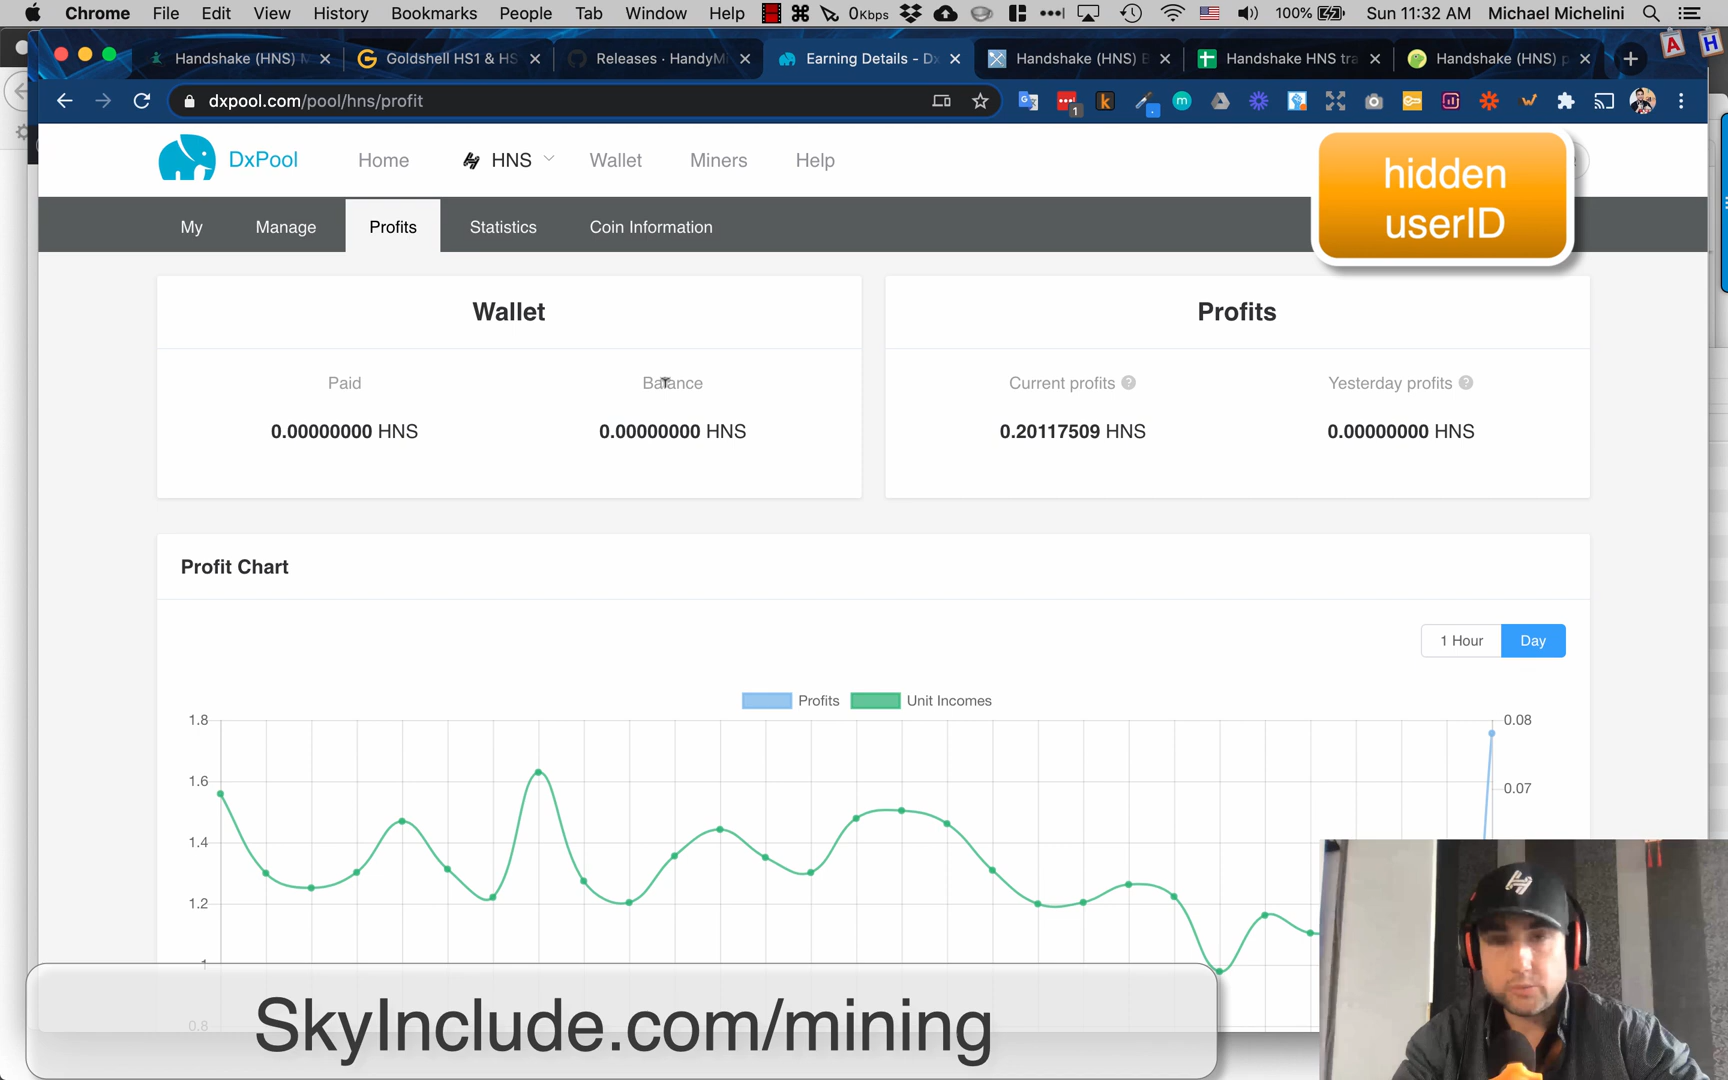 Chrome File Edit View History Bookmarks People Tab Window Help 0Kbps 100% Sun 11:32 AM Michael Michelini
Handshake (HNS) Goldshell HS1 & HS Releases · HandyMi Earning Details - Dx Handshake (HNS) Handshake HNS tra Handshake (HNS) p
A H
dxpool.com/pool/hns/profit
1
DxPool Home HNS Wallet Miners Help
hidden
userID
My Manage Profits Statistics Coin Information
Wallet
Paid Balance
0.00000000 HNS 0.00000000 HNS
Profits
Current profits ? Yesterday profits ?
0.20117509 HNS 0.00000000 HNS
Profit Chart
1 Hour Day
Profits Unit Incomes
1.8 0.08
1.6 0.07
1.4
1.2
1
0.8
SkyInclude.com/mining